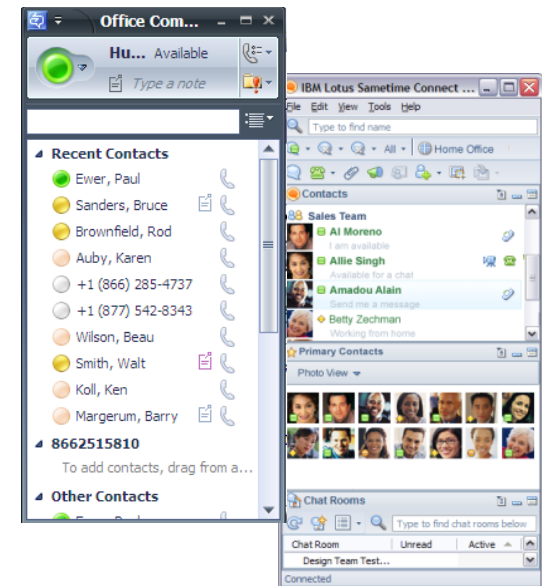 Office Com...
Hu... Available
Type a note
Recent Contacts
Ewer, Paul
Sanders, Bruce
Brownfield, Rod
Auby, Karen
+1 (866) 285-4737
+1 (877) 542-8343
Wilson, Beau
Smith, Walt
Koll, Ken
Margerum, Barry
8662515810
To add contacts, drag from a...
Other Contacts
IBM Lotus Sametime Connect ...
File Edit View Tools Help
Type to find name
All Home Office
Contacts
Sales Team
Al Moreno
I am available
Allie Singh
Available for a chat
Amadou Alain
Send me a message
Betty Zechman
Working from home
Primary Contacts
Photo View
Chat Rooms
Type to find chat rooms below
Chat Room Unread Active
Design Team Test...
Connected